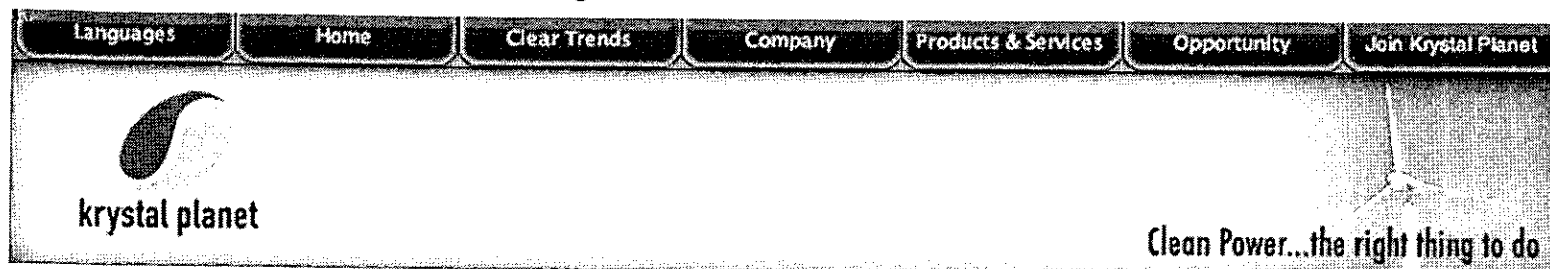 Languages Home Clear Trends Company Products & Services Opportunity Join Krystal Planet
krystal planet
Clean Power...the right thing to do